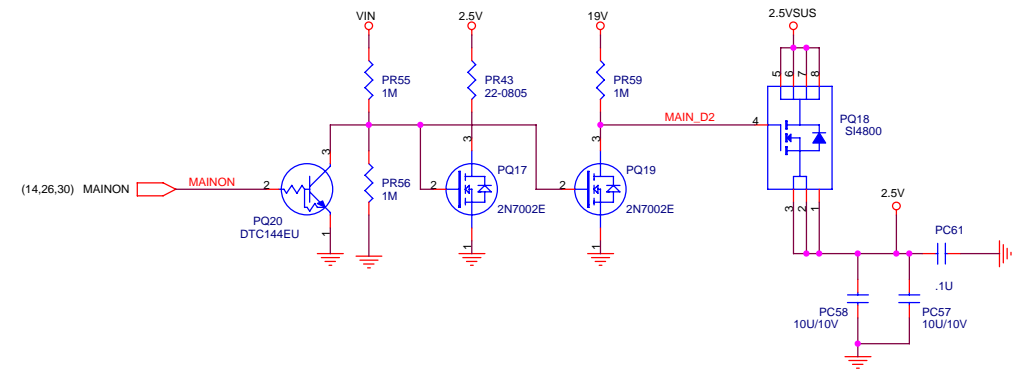 VIN
2.5V
19V
2.5VSUS
PR55
1M
PR43
22-0805
PR59
1M
5
6
7
8
MAIN_D2
4
PQ18
SI4800
3
3
3
PQ17
PQ19
(14,26,30) MAINON
MAINON
2
PR56
1M
2
2
2N7002E
2N7002E
3
2
1
2.5V
PQ20
DTC144EU
1
1
1
PC61
.1U
PC58
10U/10V
PC57
10U/10V